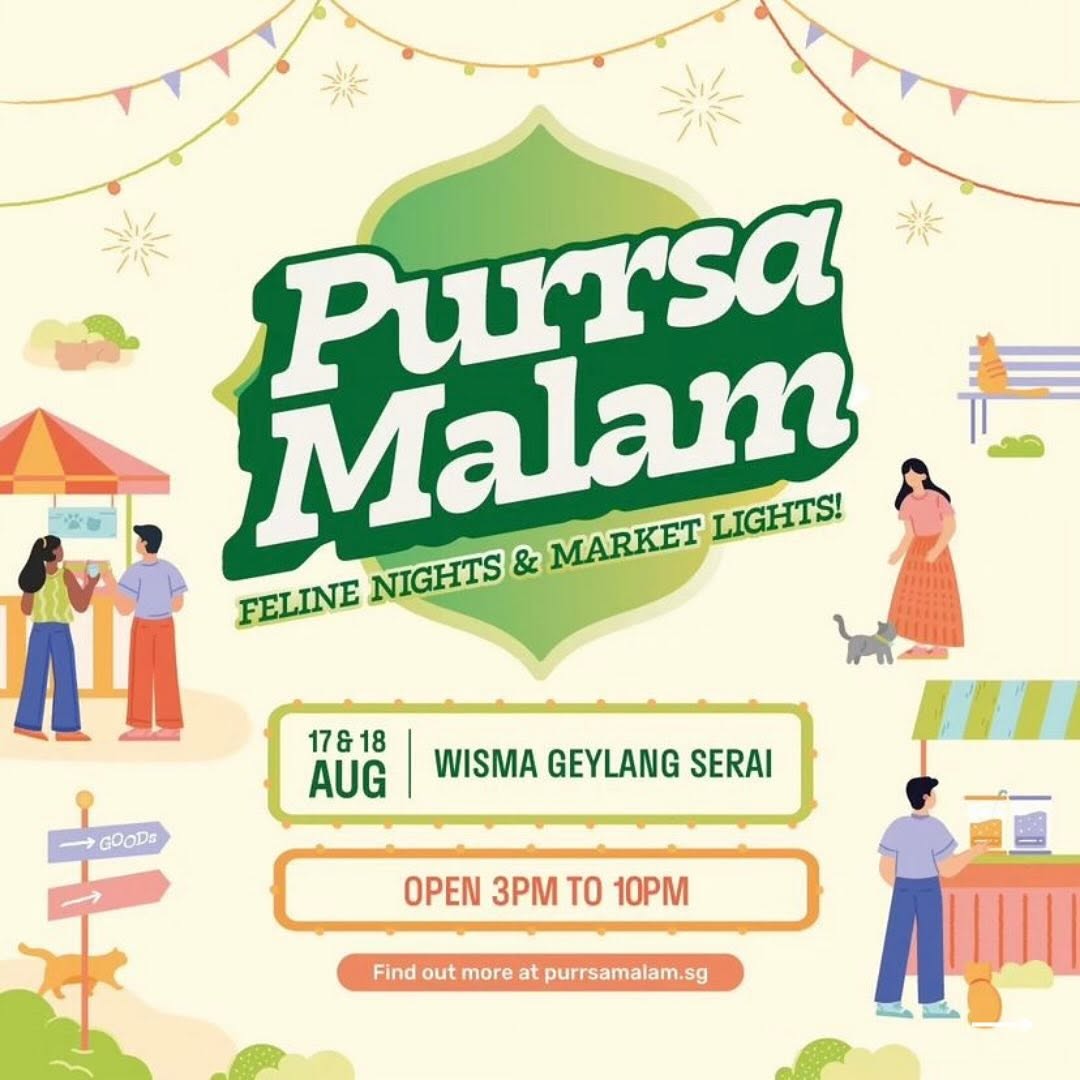 Purrsa
Malam
FELINE NIGHTS & MARKET LIGHTS!
17 & 18
AUG
WISMA GEYLANG SERAI
OPEN 3PM TO 10PM
Find out more at purrsamalam.sg
GOODs